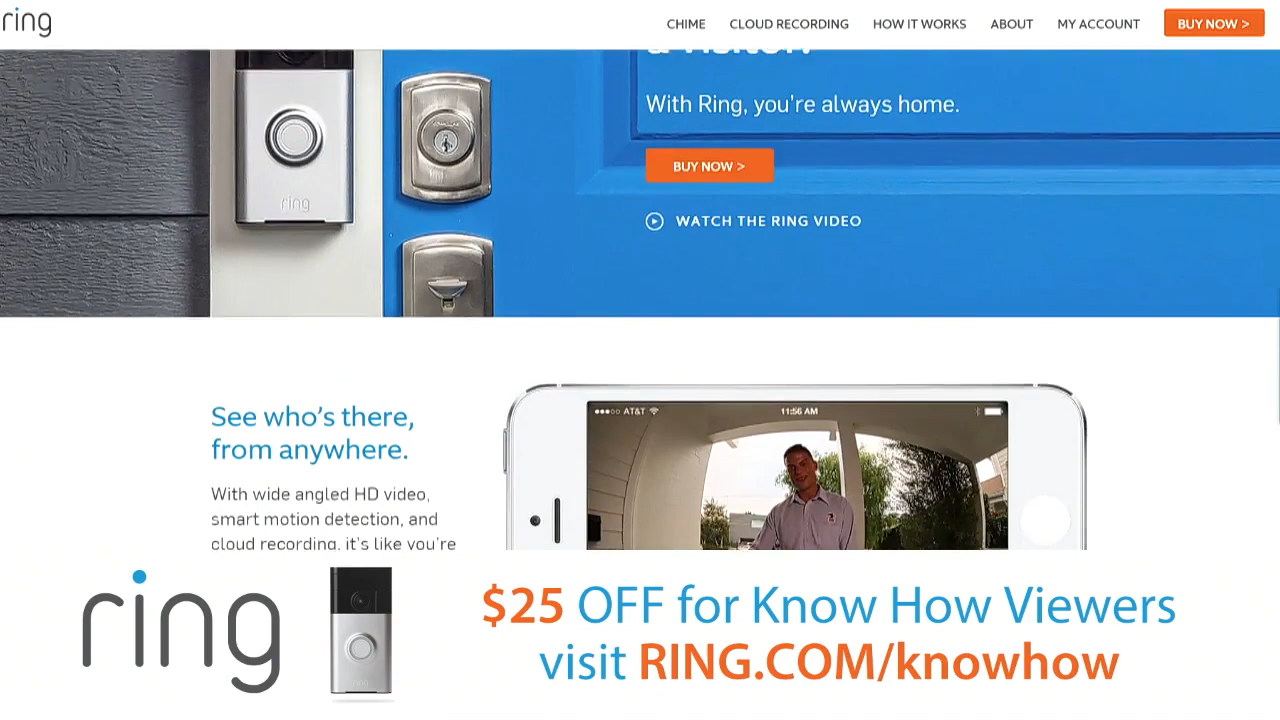 ring
CHIME CLOUD RECORDING HOW IT WORKS ABOUT MY ACCOUNT BUY NOW >
With Ring, you're always home.
BUY NOW >
WATCH THE RING VIDEO
ring
See who's there,
from anywhere.
With wide angled HD video,
smart motion detection, and
cloud recording, it's like you're
●●●○○ AT&T 11:56 AM
ring
$25 OFF for Know How Viewers
visit RING.COM/knowhow